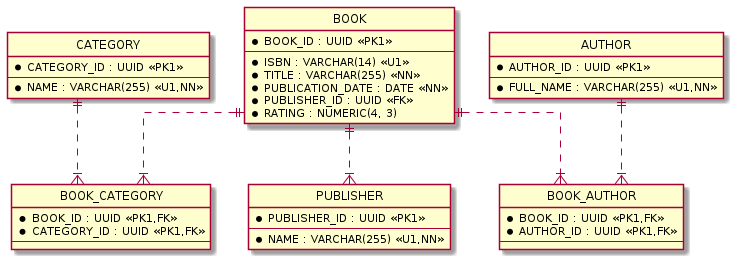 CATEGORY
CATEGORY_ID : UUID «PK1»
NAME : VARCHAR(255) «U1,NN»
BOOK
BOOK_ID : UUID «PK1»
ISBN : VARCHAR(14) «U1»
TITLE : VARCHAR(255) «NN»
PUBLICATION_DATE : DATE «NN»
PUBLISHER_ID : UUID «FK»
RATING : NUMERIC(4, 3)
AUTHOR
AUTHOR_ID : UUID «PK1»
FULL_NAME : VARCHAR(255) «U1,NN»
BOOK_CATEGORY
BOOK_ID : UUID «PK1,FK»
CATEGORY_ID : UUID «PK1,FK»
PUBLISHER
PUBLISHER_ID : UUID «PK1»
NAME : VARCHAR(255) «U1,NN»
BOOK_AUTHOR
BOOK_ID : UUID «PK1,FK»
AUTHOR_ID : UUID «PK1,FK»